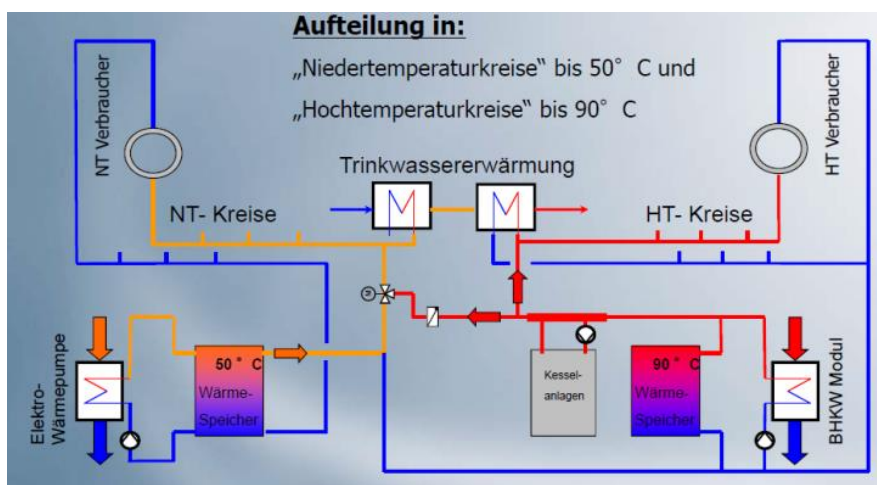 Aufteilung in:
„Niedertemperaturkreise“ bis 50° C und
„Hochtemperaturkreise“ bis 90° C
NT Verbraucher
HT Verbraucher
Trinkwassererwärmung
NT- Kreise
HT- Kreise
M
Elektro-
Wärmepumpe
50 ° C
Wärme-
Speicher
Kessel-
anlagen
90 ° C
Wärme-
Speicher
BHKW Modul